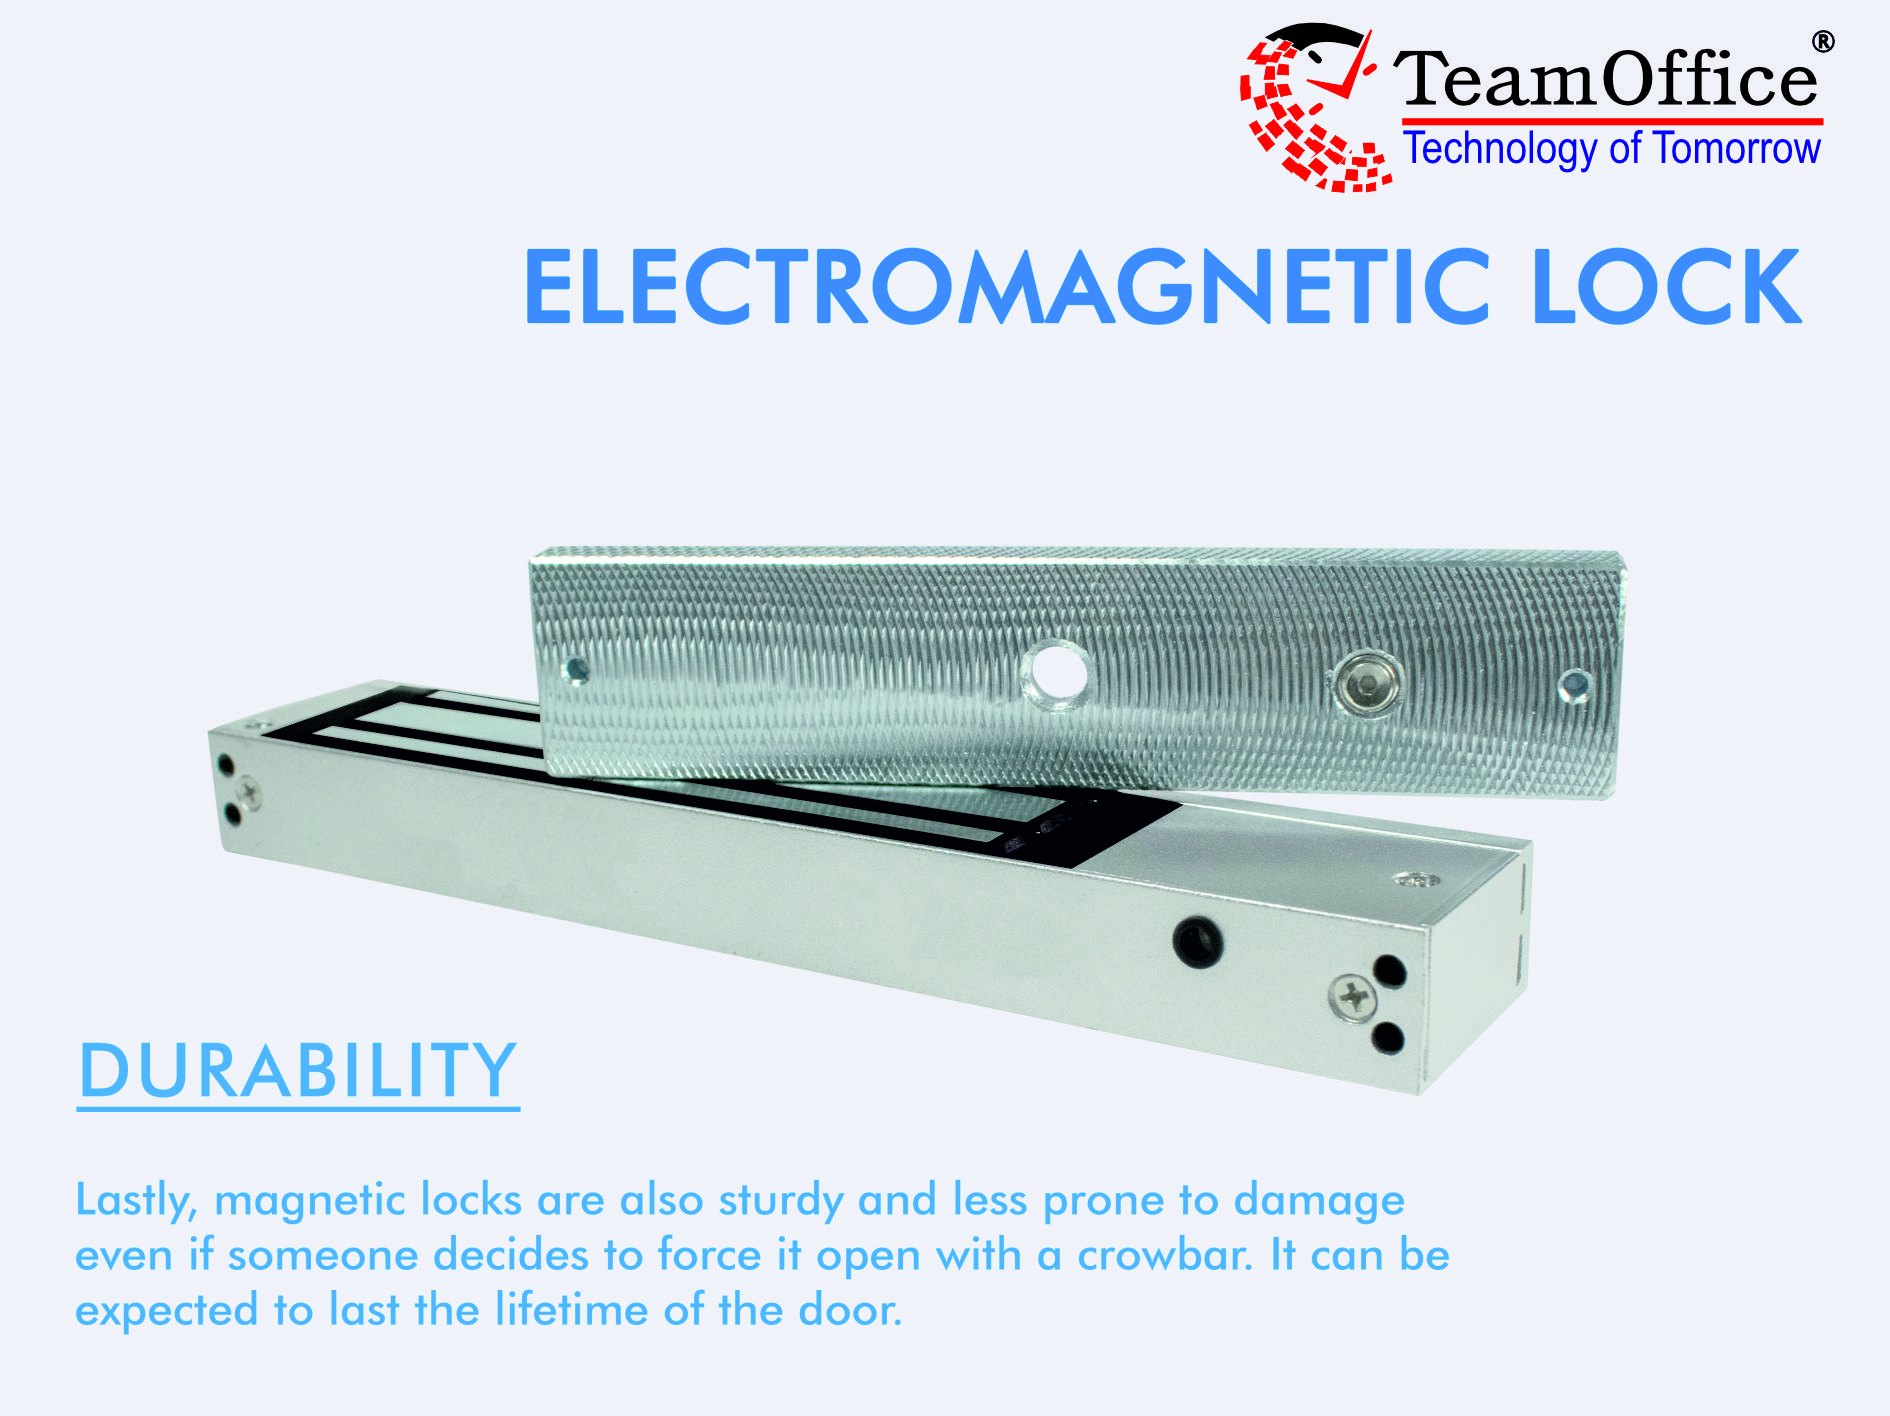 TeamOffice®
Technology of Tomorrow
ELECTROMAGNETIC LOCK
DURABILITY
Lastly, magnetic locks are also sturdy and less prone to damage
even if someone decides to force it open with a crowbar. It can be
expected to last the lifetime of the door.